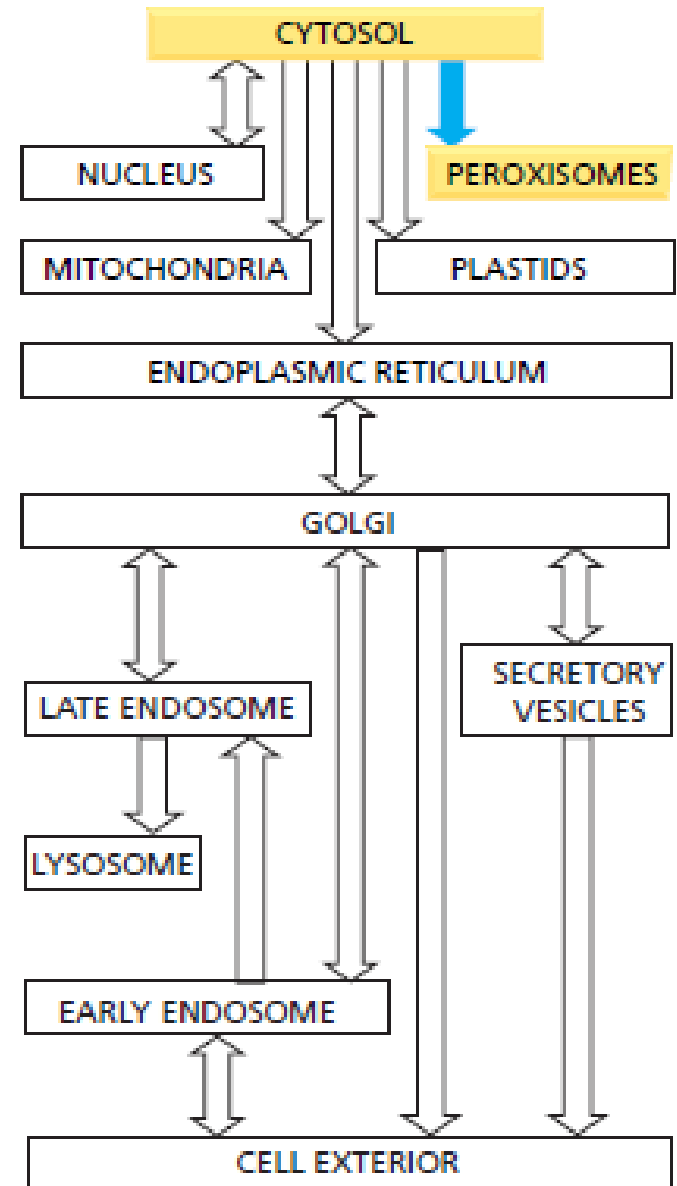 CYTOSOL
NUCLEUS
PEROXISOMES
MITOCHONDRIA
PLASTIDS
ENDOPLASMIC RETICULUM
GOLGI
SECRETORY
VESICLES
LATE ENDOSOME
LYSOSOME
EARLY ENDOSOME
CELL EXTERIOR